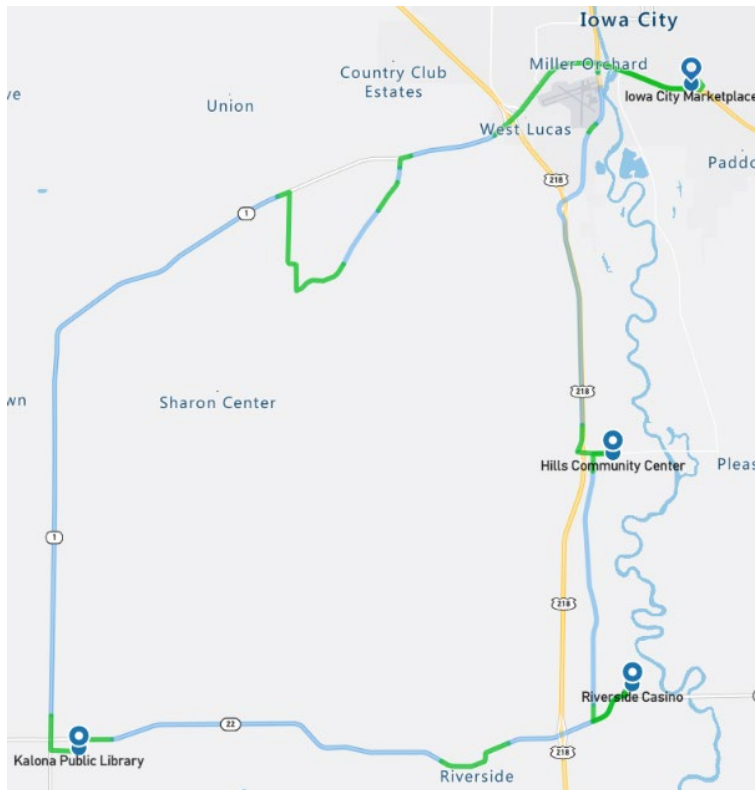 Iowa City
Miller Orchard
Country Club
Estates
Union
Iowa City Marketplace
West Lucas
Paddo
218
1
218
wn
Sharon Center
Hills Community Center
Pleas
1
218
Riverside Casino
22
Kalona Public Library
218
Riverside